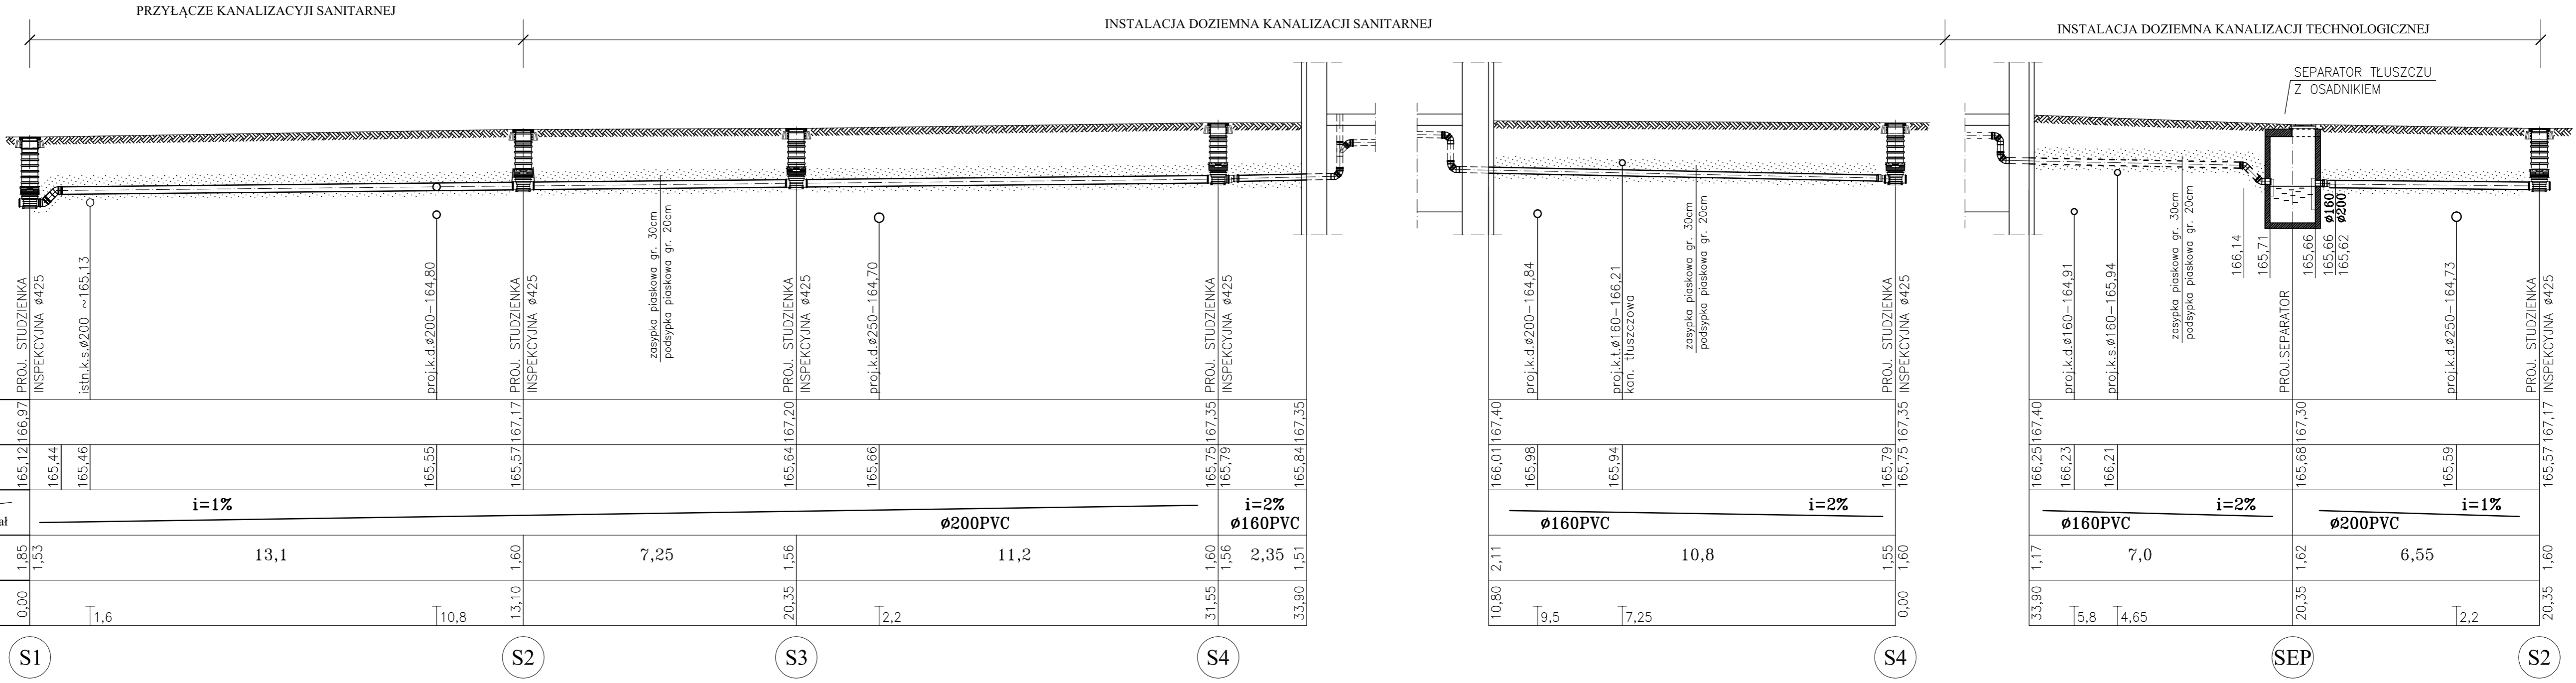 PRZYŁĄCZE KANALIZACYJI SANITARNEJ
INSTALACJA DOZIEMNA KANALIZACJI SANITARNEJ
INSTALACJA DOZIEMNA KANALIZACJI TECHNOLOGICZNEJ
SEPARATOR TŁUSZCZU
Z OSADNIKIEM
PROJ. STUDZIENKA
INSPEKCYJNA ø425
istn.k.s.ø200 ~165,13
proj.k.d.ø200-164,80
PROJ. STUDZIENKA
INSPEKCYJNA ø425
zasypka piaskowa gr. 30cm
podsypka piaskowa gr. 20cm
PROJ. STUDZIENKA
INSPEKCYJNA ø425
proj.k.d.ø250-164,70
PROJ. STUDZIENKA
INSPEKCYJNA ø425
proj.k.d.ø200-164,84
proj.k.t.ø160-166,21
kan. tłuszczowa
zasypka piaskowa gr. 30cm
podsypka piaskowa gr. 20cm
PROJ. STUDZIENKA
INSPEKCYJNA ø425
proj.k.d.ø160-164,91
proj.k.s.ø160-165,94
zasypka piaskowa gr. 30cm
podsypka piaskowa gr. 20cm
166,14
165,71
PROJ.SEPARATOR
165,66
165,66 ø160
165,62 ø200
proj.k.d.ø250-164,73
PROJ. STUDZIENKA
INSPEKCYJNA ø425
166,97 167,17 167,20 167,35 167,35 167,40 167,35 167,40 167,30 167,17
165,12 165,44 165,46 165,55 165,57 165,64 165,66 165,75 165,79 165,84 166,01 165,98 165,94 165,79 165,75 166,25 166,23 166,21 165,68 165,59 165,57
i=1% i=2% i=2% i=2% i=1%
ał ø200PVC ø160PVC ø160PVC ø160PVC ø200PVC
1,85 1,53 13,1 1,60 7,25 1,56 11,2 1,60 1,56 2,35 1,51 2,11 10,8 1,55 1,60 1,17 7,0 1,62 6,55 1,60
0,00 1,6 10,8 13,10 20,35 2,2 31,55 33,90 10,80 9,5 7,25 0,00 33,90 5,8 4,65 20,35 2,2 20,35
S1 S2 S3 S4 S4 SEP S2